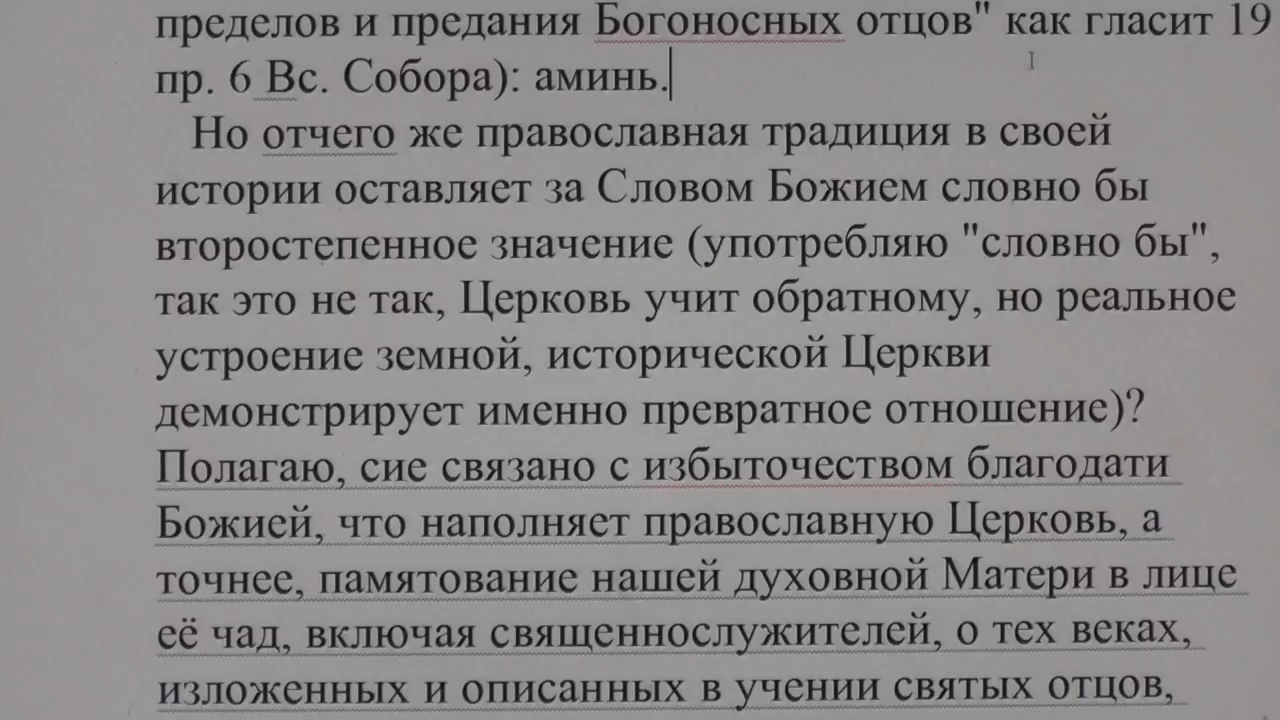 пределов и предания Богоносных отцов" как гласит 19
пр. 6 Вс. Собора): аминь.
Но отчего же православная традиция в своей
истории оставляет за Словом Божием словно бы
второстепенное значение (употребляю "словно бы",
так это не так, Церковь учит обратному, но реальное
устроение земной, исторической Церкви
демонстрирует именно превратное отношение)?
Полагаю, сие связано с избыточеством благодати
Божией, что наполняет православную Церковь, а
точнее, памятование нашей духовной Матери в лице
её чад, включая священнослужителей, о тех веках,
изложенных и описанных в учении святых отцов,